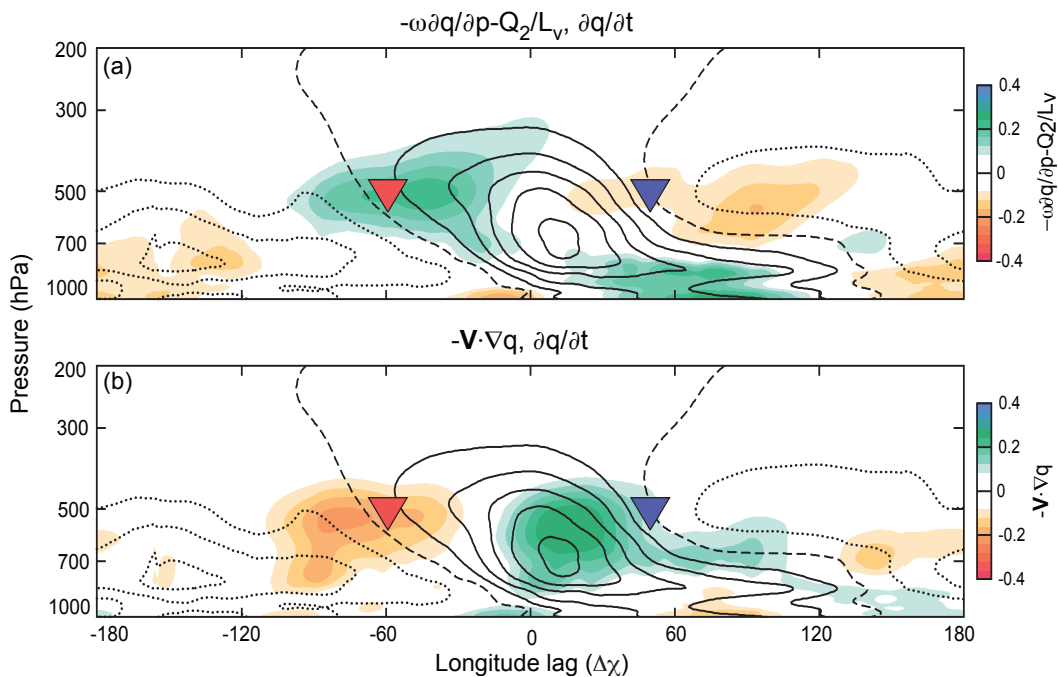 -ω∂q/∂p-Q₂/Lᵥ, ∂q/∂t
(a)
200
300
500
700
1000
0.4
0.2
0
-0.2
-0.4
−ω∂q/∂p-Q2/Lv
Pressure (hPa)
-V·∇q, ∂q/∂t
(b)
200
300
500
700
1000
0.4
0.2
0
-0.2
-0.4
-V·∇q
-180 -120 -60 0 60 120 180
Longitude lag (Δχ)